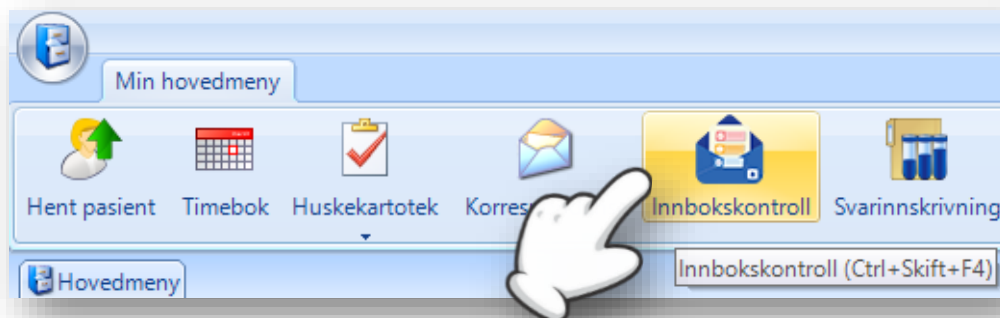 Min hovedmeny
Hent pasient Timebok Huskekartotek Innbokskontroll Svarinnskrivning
Innbokskontroll (Ctrl+Skift+F4)
Hovedmeny